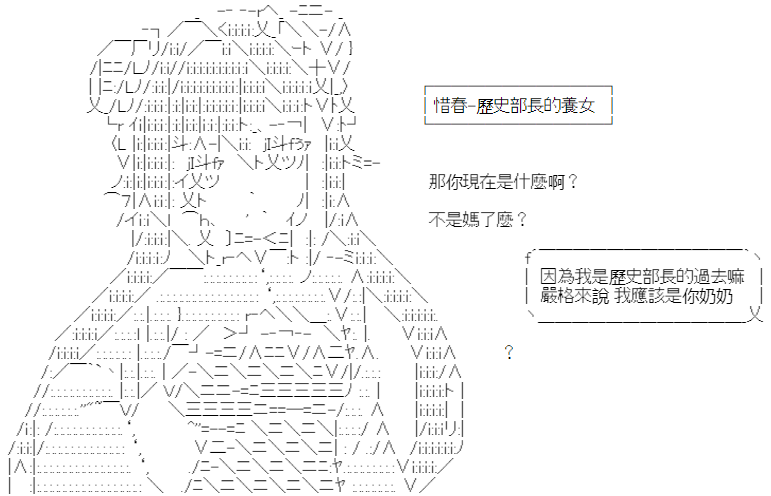 惜春-歷史部長的養女
那你現在是什麼啊？
不是媽了麼？
因為我是歷史部長的過去嘛
嚴格來說 我應該是你奶奶
？